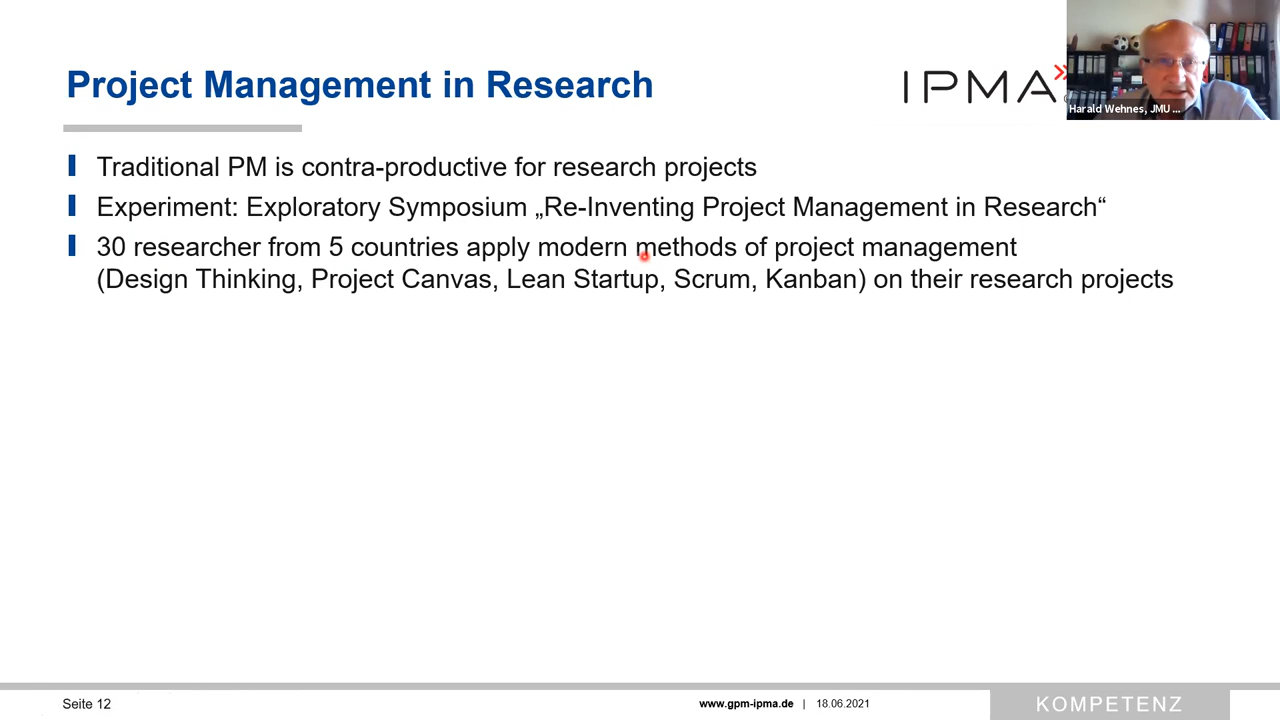 Project Management in Research
IPMA
Harald Wehnes, JMU ...
Traditional PM is contra-productive for research projects
Experiment: Exploratory Symposium „Re-Inventing Project Management in Research“
30 researcher from 5 countries apply modern methods of project management
(Design Thinking, Project Canvas, Lean Startup, Scrum, Kanban) on their research projects
Seite 12
www.gpm-ipma.de | 18.06.2021
KOMPETENZ